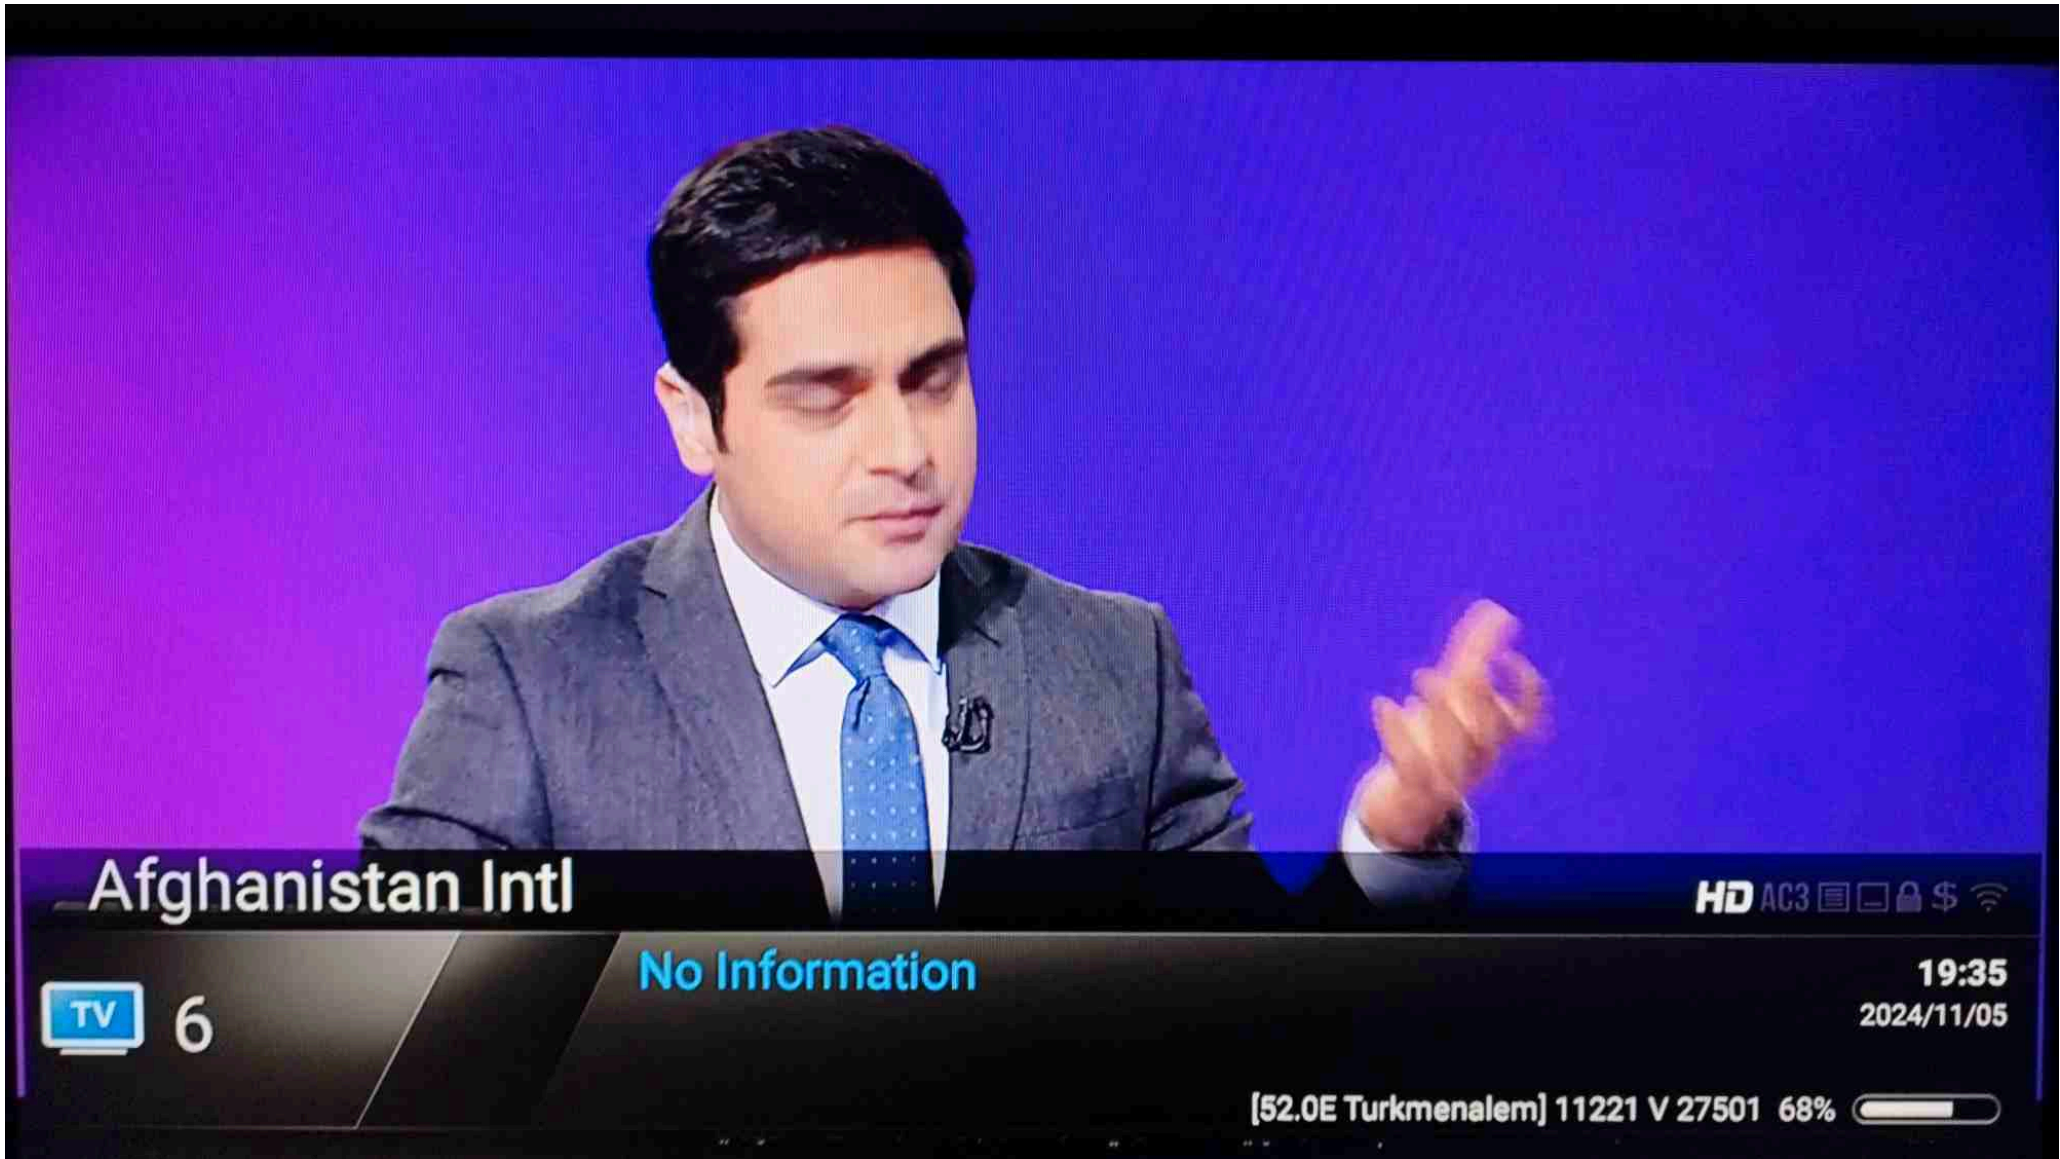 Afghanistan Intl
HD AC3 $
No Information
TV 6
19:35
2024/11/05
[52.0E Turkmenalem] 11221 V 27501 68%